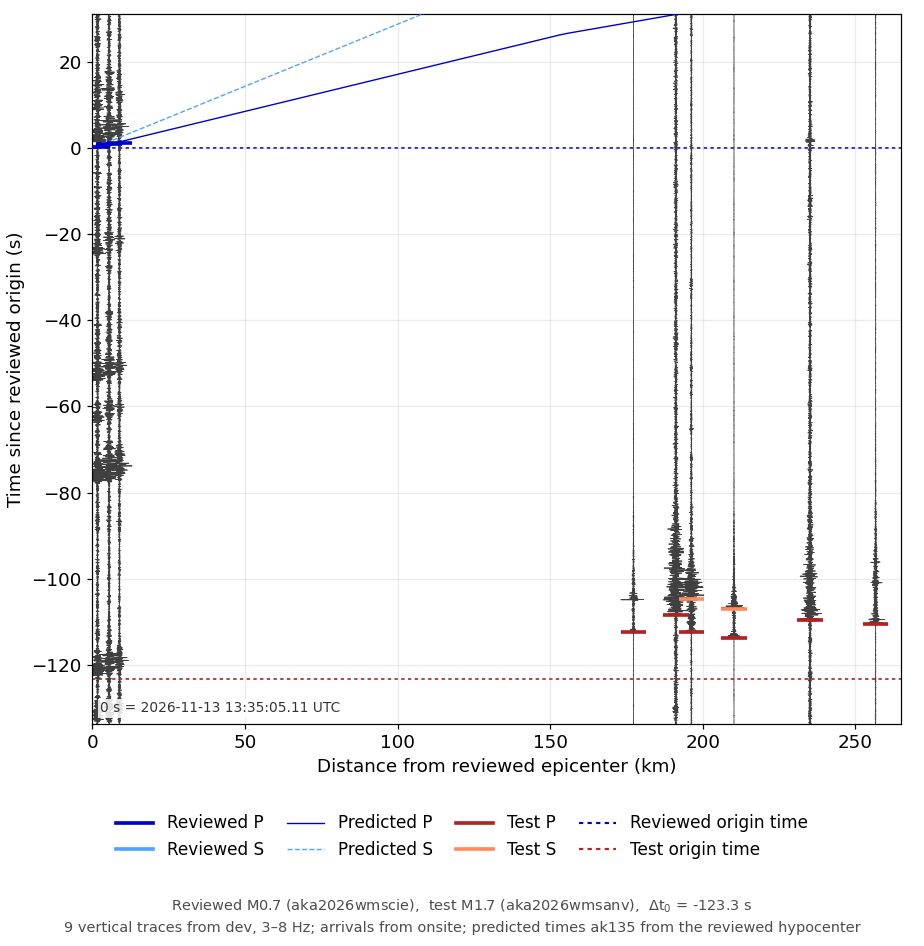 20
0
−20
−40
−60
−80
−100
−120
Time since reviewed origin (s)
0 s = 2026-11-13 13:35:05.11 UTC
0 50 100 150 200 250
Distance from reviewed epicenter (km)
Reviewed P Predicted P Test P Reviewed origin time
Reviewed S Predicted S Test S Test origin time
Reviewed M0.7 (aka2026wmscie), test M1.7 (aka2026wmsanv), Δt₀ = -123.3 s
9 vertical traces from dev, 3–8 Hz; arrivals from onsite; predicted times ak135 from the reviewed hypocenter